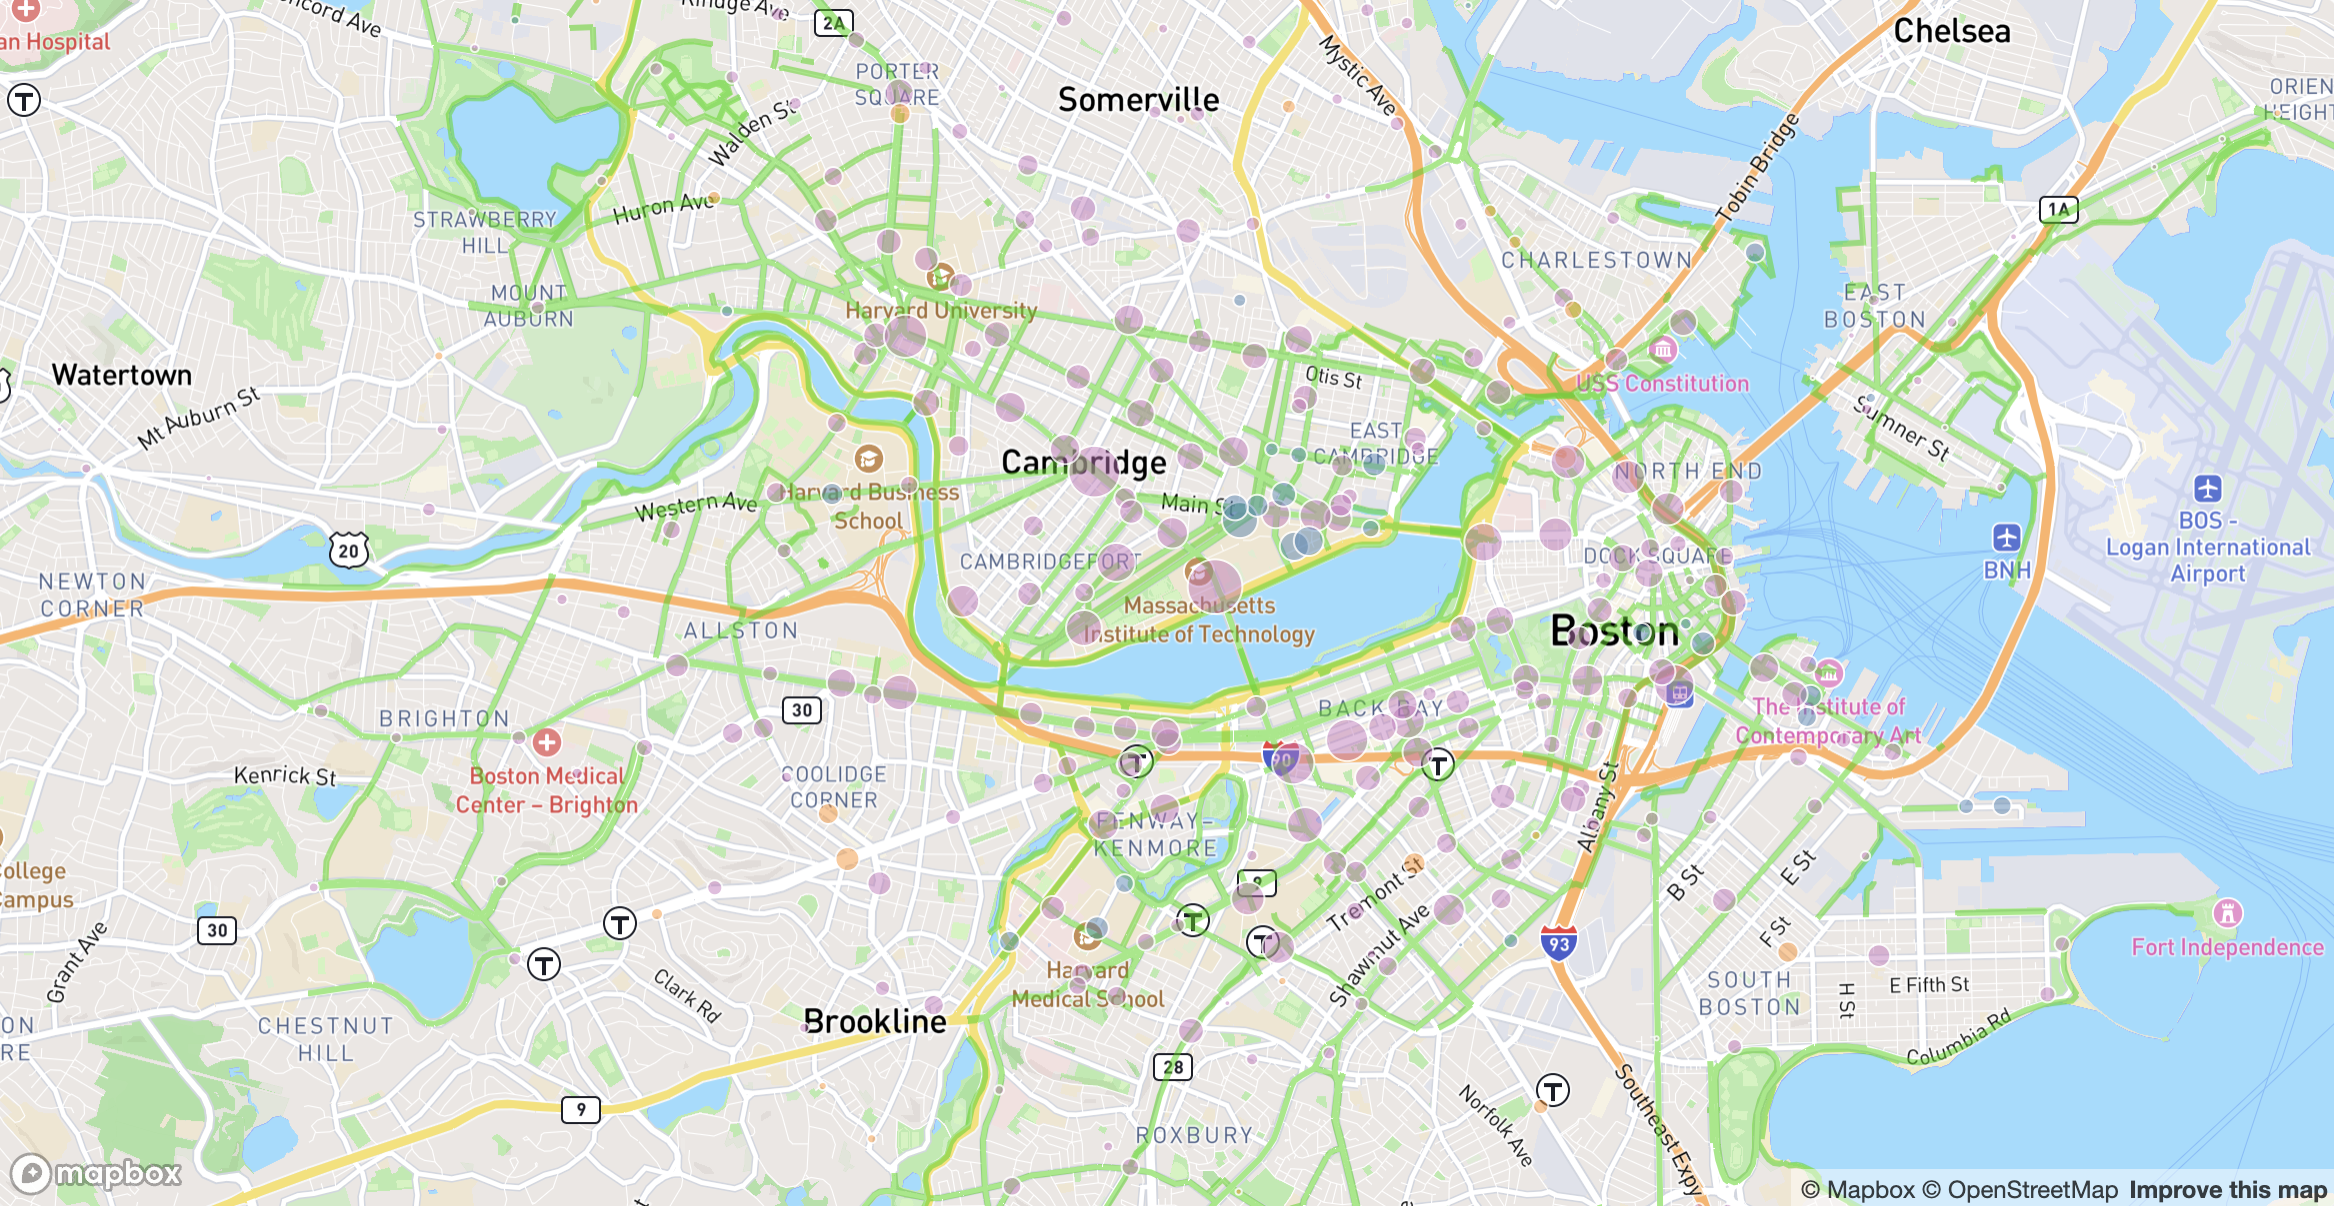 Concord Ave
Rindge Ave
2A
Chelsea
an Hospital
PORTER
SQUARE
Mystic Ave
Somerville
ORIEN
HEIGHT
Walden St
Tobin Bridge
Huron Ave
1A
STRAWBERRY
HILL
CHARLESTOWN
MOUNT
AUBURN
Harvard University
EAST
BOSTON
Watertown
Otis St
USS Constitution
Mt Auburn St
Sumner St
EAST
CAMBRIDGE
Cambridge
NORTH END
Harvard Business
School
Western Ave
Main St
20
BOS -
Logan International
Airport
DOCK SQUARE
CAMBRIDGEPORT
BNH
NEWTON
CORNER
Massachusetts
Institute of Technology
ALLSTON
Boston
30
BRIGHTON
BACK BAY
The Institute of
Contemporary Art
90
Kenrick St
Boston Medical
Center – Brighton
COOLIDGE
CORNER
Albany St
FENWAY–
KENMORE
College
Campus
9
Tremont St
B St
E St
30
Grant Ave
Shawmut Ave
F St
93
Fort Independence
Clark Rd
Harvard
Medical School
SOUTH
BOSTON
H St
E Fifth St
ON
RE
CHESTNUT
HILL
Brookline
Columbia Rd
28
9
Norfolk Ave
Southeast Expy
ROXBURY
mapbox
© Mapbox © OpenStreetMap Improve this map